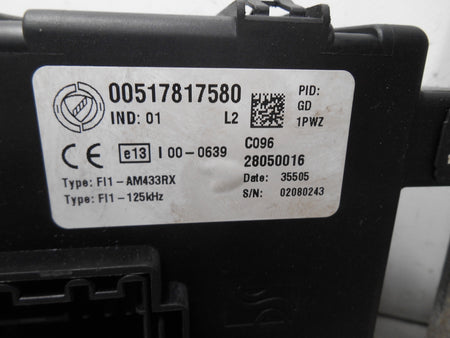 00517817580
IND: 01 L2
PID:
GD
1PWZ
CE e13 I 00-0639
C096
28050016
Type: FI1-AM433RX
Date: 35505
Type: FI1-125kHz
S/N: 02080243